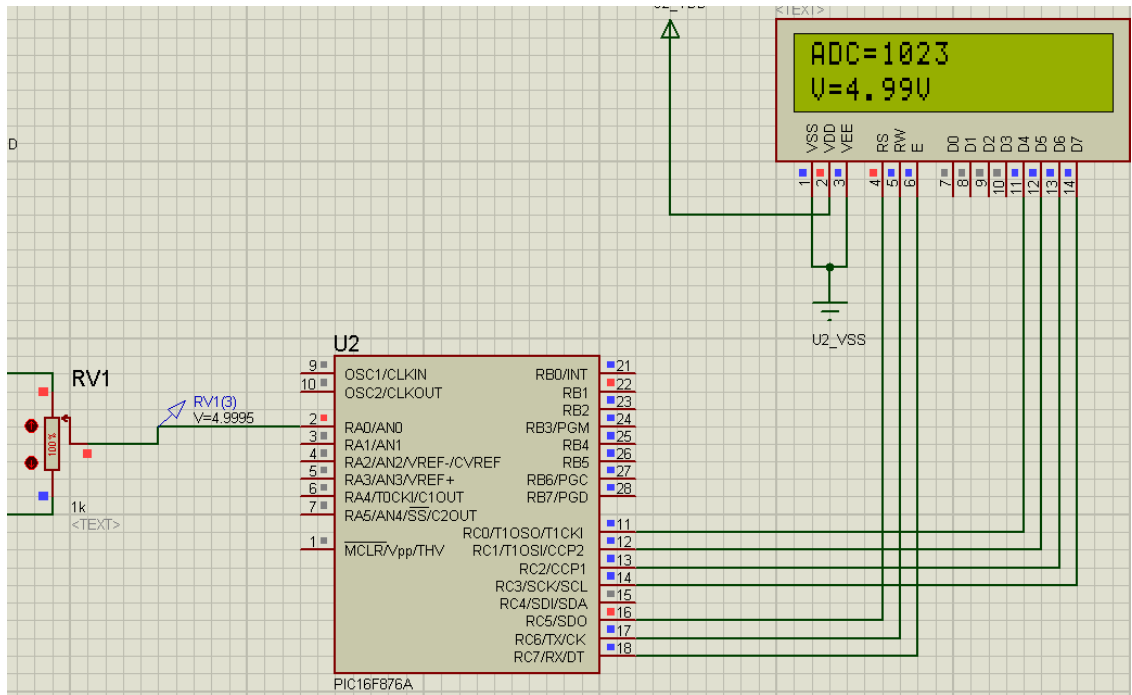 <TEXT>
ADC=1023
V=4.99V
D
VSS VDD VEE RS RW E D0 D1 D2 D3 D4 D5 D6 D7
1 2 3 4 5 6 7 8 9 10 11 12 13 14
U2_VSS
RV1
100%
1k
<TEXT>
RV1(3)
V=4.9995
U2
9 OSC1/CLKIN
10 OSC2/CLKOUT
2 RA0/AN0
3 RA1/AN1
4 RA2/AN2/VREF-/CVREF
5 RA3/AN3/VREF+
6 RA4/T0CKI/C1OUT
7 RA5/AN4/SS/C2OUT
1 MCLR/Vpp/THV
RB0/INT 21
RB1 22
RB2 23
RB3/PGM 24
RB4 25
RB5 26
RB6/PGC 27
RB7/PGD 28
RC0/T1OSO/T1CKI 11
RC1/T1OSI/CCP2 12
RC2/CCP1 13
RC3/SCK/SCL 14
RC4/SDI/SDA 15
RC5/SDO 16
RC6/TX/CK 17
RC7/RX/DT 18
PIC16F876A